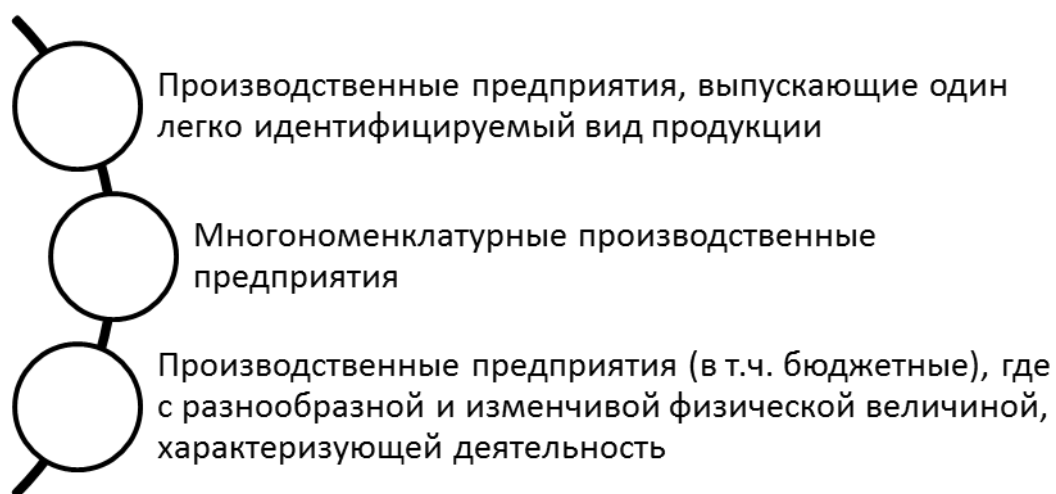 Производственные предприятия, выпускающие один
легко идентифицируемый вид продукции
Многономенклатурные производственные
предприятия
Производственные предприятия (в т.ч. бюджетные), где
с разнообразной и изменчивой физической величиной,
характеризующей деятельность